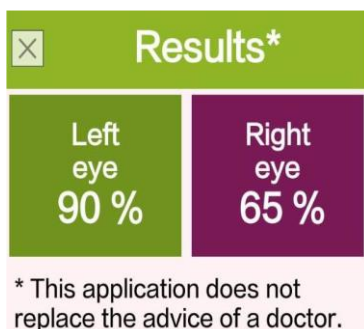 Results*
Left
eye
90 %
Right
eye
65 %
* This application does not
replace the advice of a doctor.